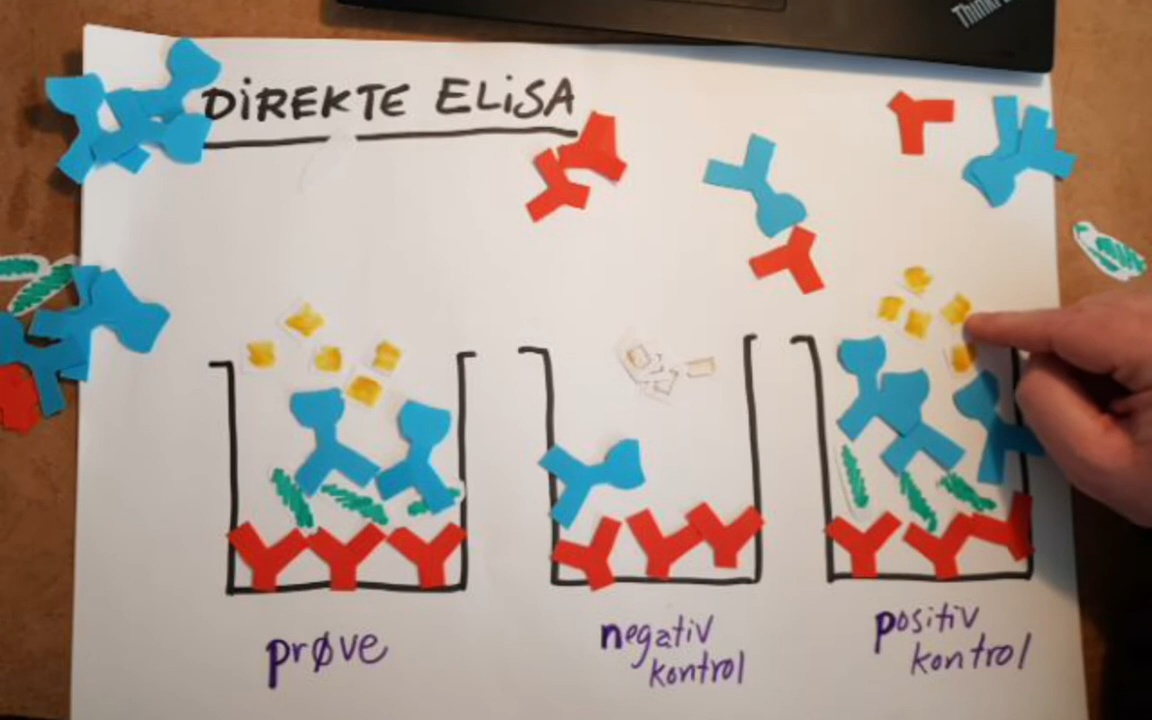 DIREKTE ELiSA
prøve
negativ
kontrol
positiv
kontrol